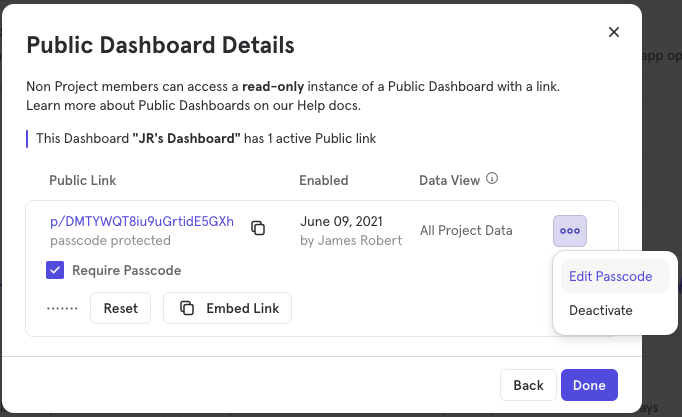 Public Dashboard Details
Non Project members can access a read-only instance of a Public Dashboard with a link.
Learn more about Public Dashboards on our Help docs.
This Dashboard "JR's Dashboard" has 1 active Public link
Public Link Enabled Data View
p/DMTYWQT8iu9uGrtidE5GXh June 09, 2021 All Project Data
passcode protected by James Robert
Require Passcode
Edit Passcode
Deactivate
Reset Embed Link
Back Done
app op